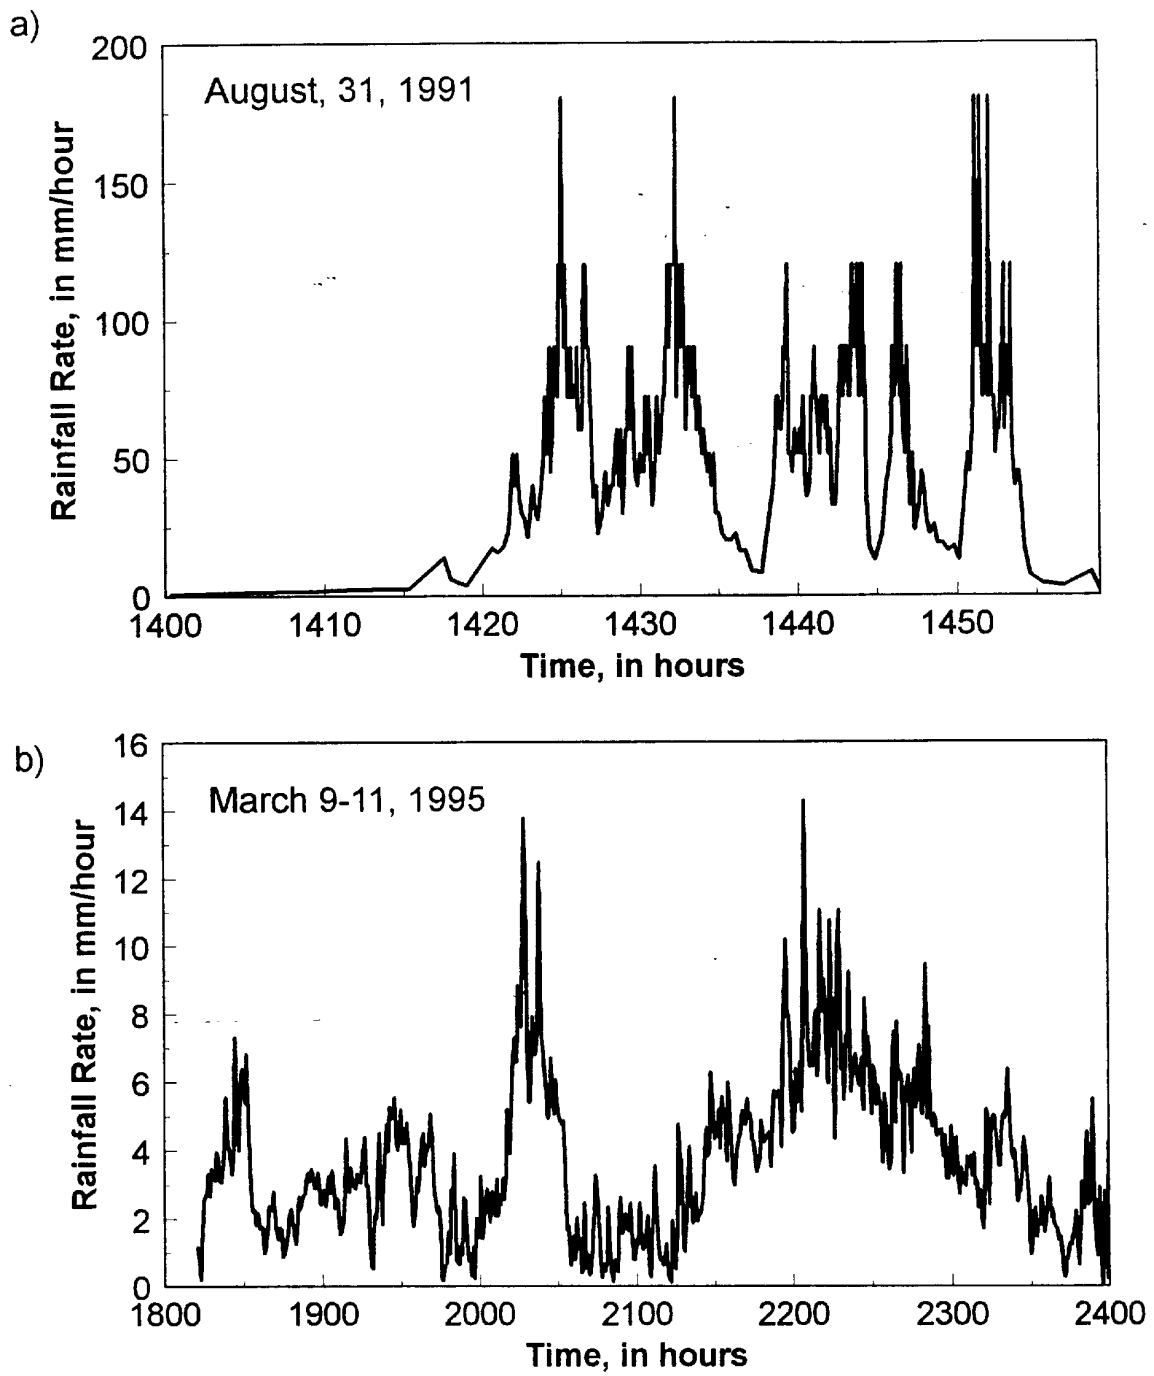 a)
200
August, 31, 1991
150
100
50
0
Rainfall Rate, in mm/hour
1400 1410 1420 1430 1440 1450
Time, in hours
b)
16
March 9-11, 1995
14
12
10
8
6
4
2
0
Rainfall Rate, in mm/hour
1800 1900 2000 2100 2200 2300 2400
Time, in hours